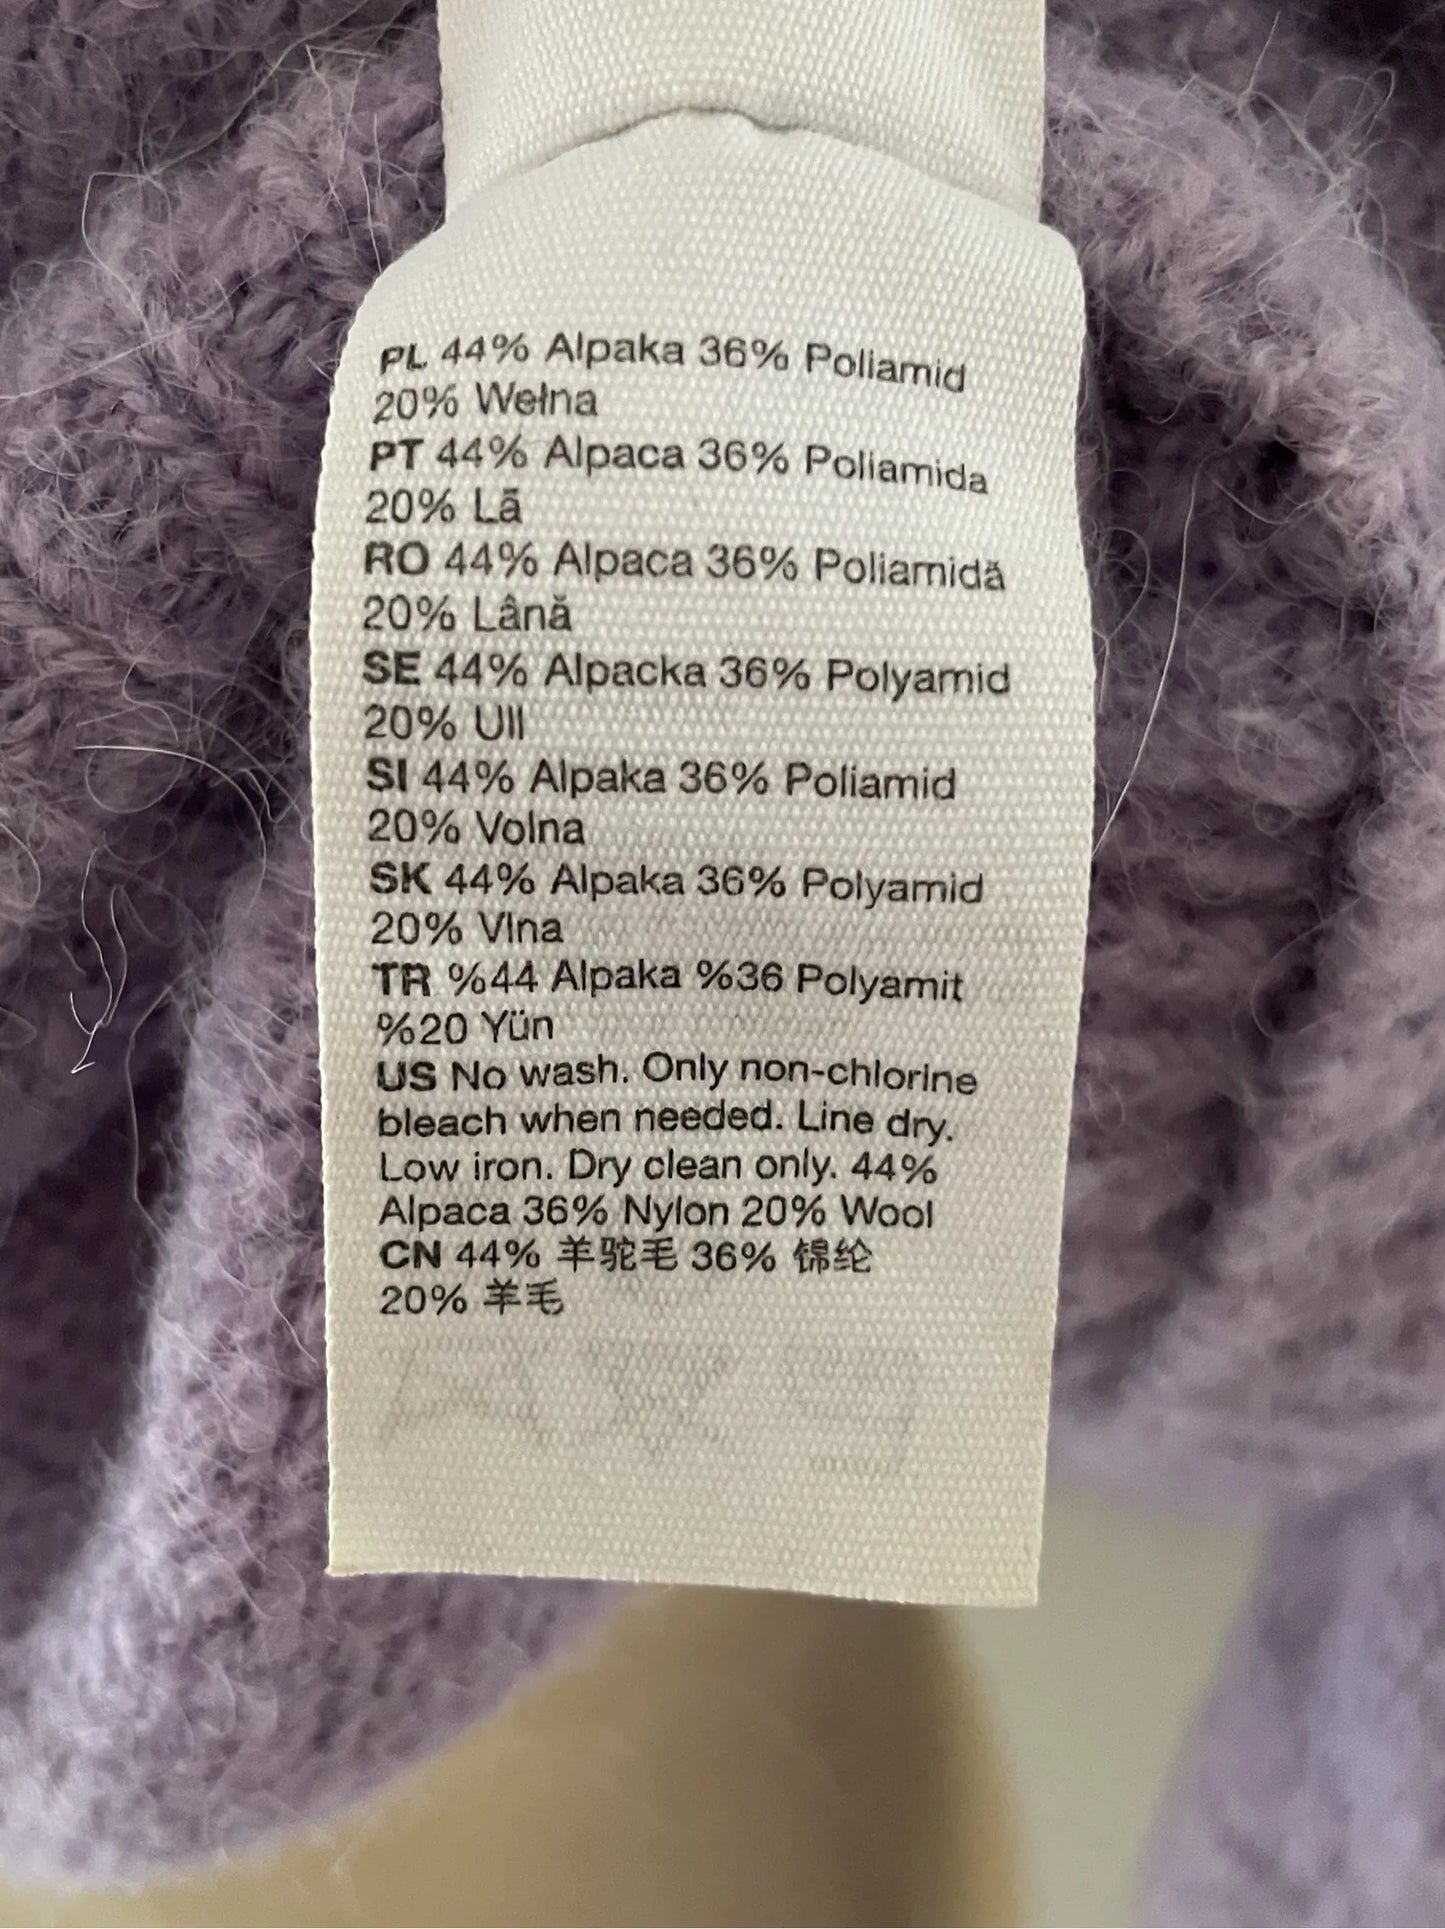 PL 44% Alpaka 36% Poliamid
20% Wełna
PT 44% Alpaca 36% Poliamida
20% Lã
RO 44% Alpaca 36% Poliamidă
20% Lână
SE 44% Alpacka 36% Polyamid
20% Ull
SI 44% Alpaka 36% Poliamid
20% Volna
SK 44% Alpaka 36% Polyamid
20% Vlna
TR %44 Alpaka %36 Polyamit
%20 Yün
US No wash. Only non-chlorine
bleach when needed. Line dry.
Low iron. Dry clean only. 44%
Alpaca 36% Nylon 20% Wool
CN 44% 羊驼毛 36% 锦纶
20% 羊毛